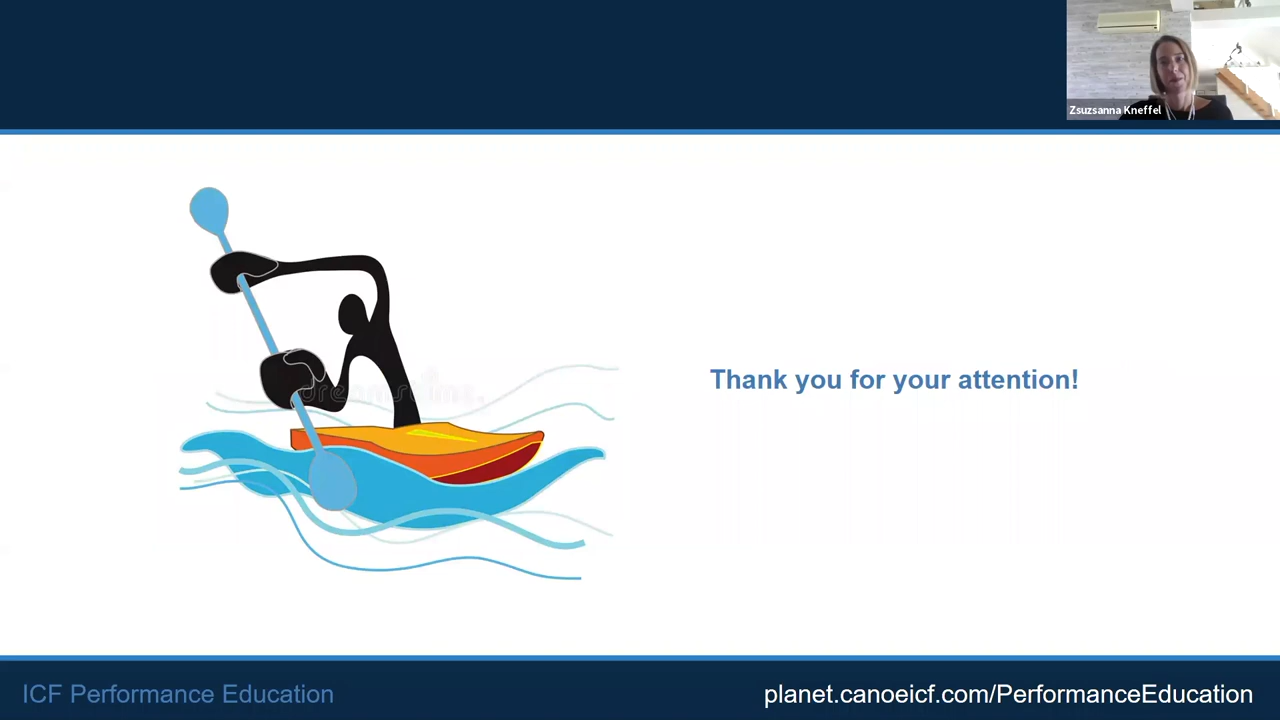 Zsuzsanna Kneffel
Thank you for your attention!
ICF Performance Education
planet.canoeicf.com/PerformanceEducation